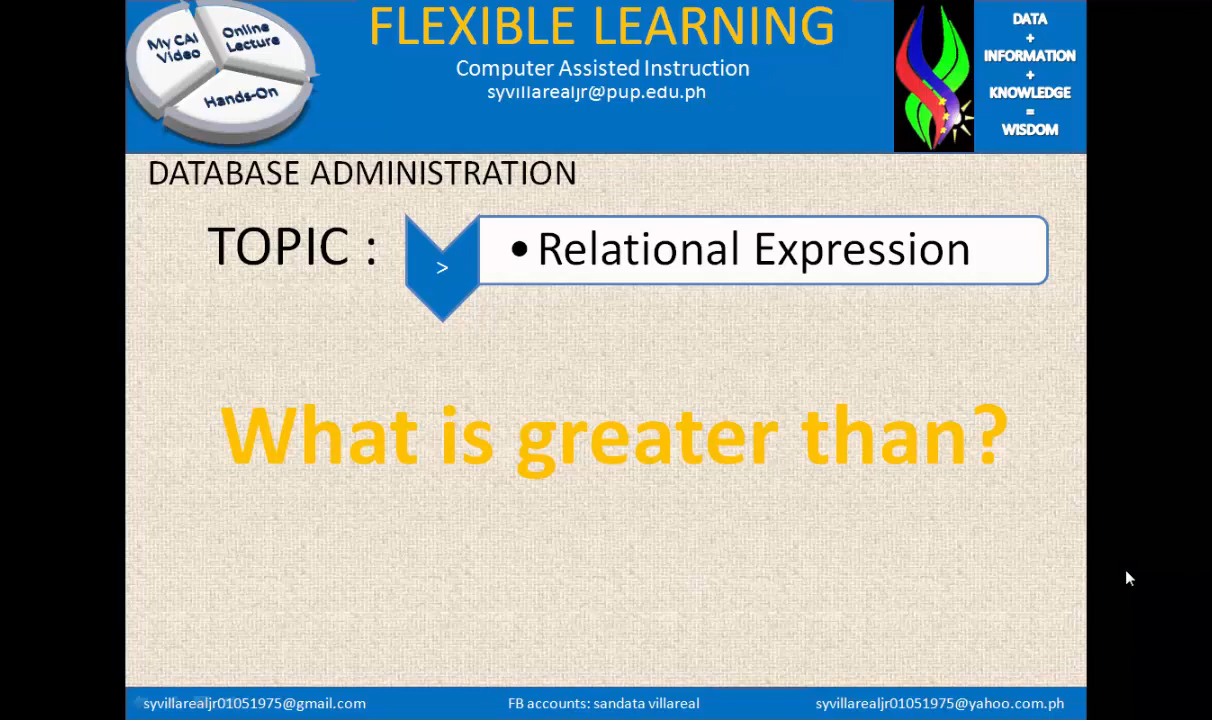 My CAI Video
Online Lecture
Hands-On
FLEXIBLE LEARNING
Computer Assisted Instruction
syvillarealjr@pup.edu.ph
DATA
+
INFORMATION
+
KNOWLEDGE
=
WISDOM
DATABASE ADMINISTRATION
TOPIC :
>
• Relational Expression
What is greater than?
syvillarealjr01051975@gmail.com
FB accounts: sandata villareal
syvillarealjr01051975@yahoo.com.ph